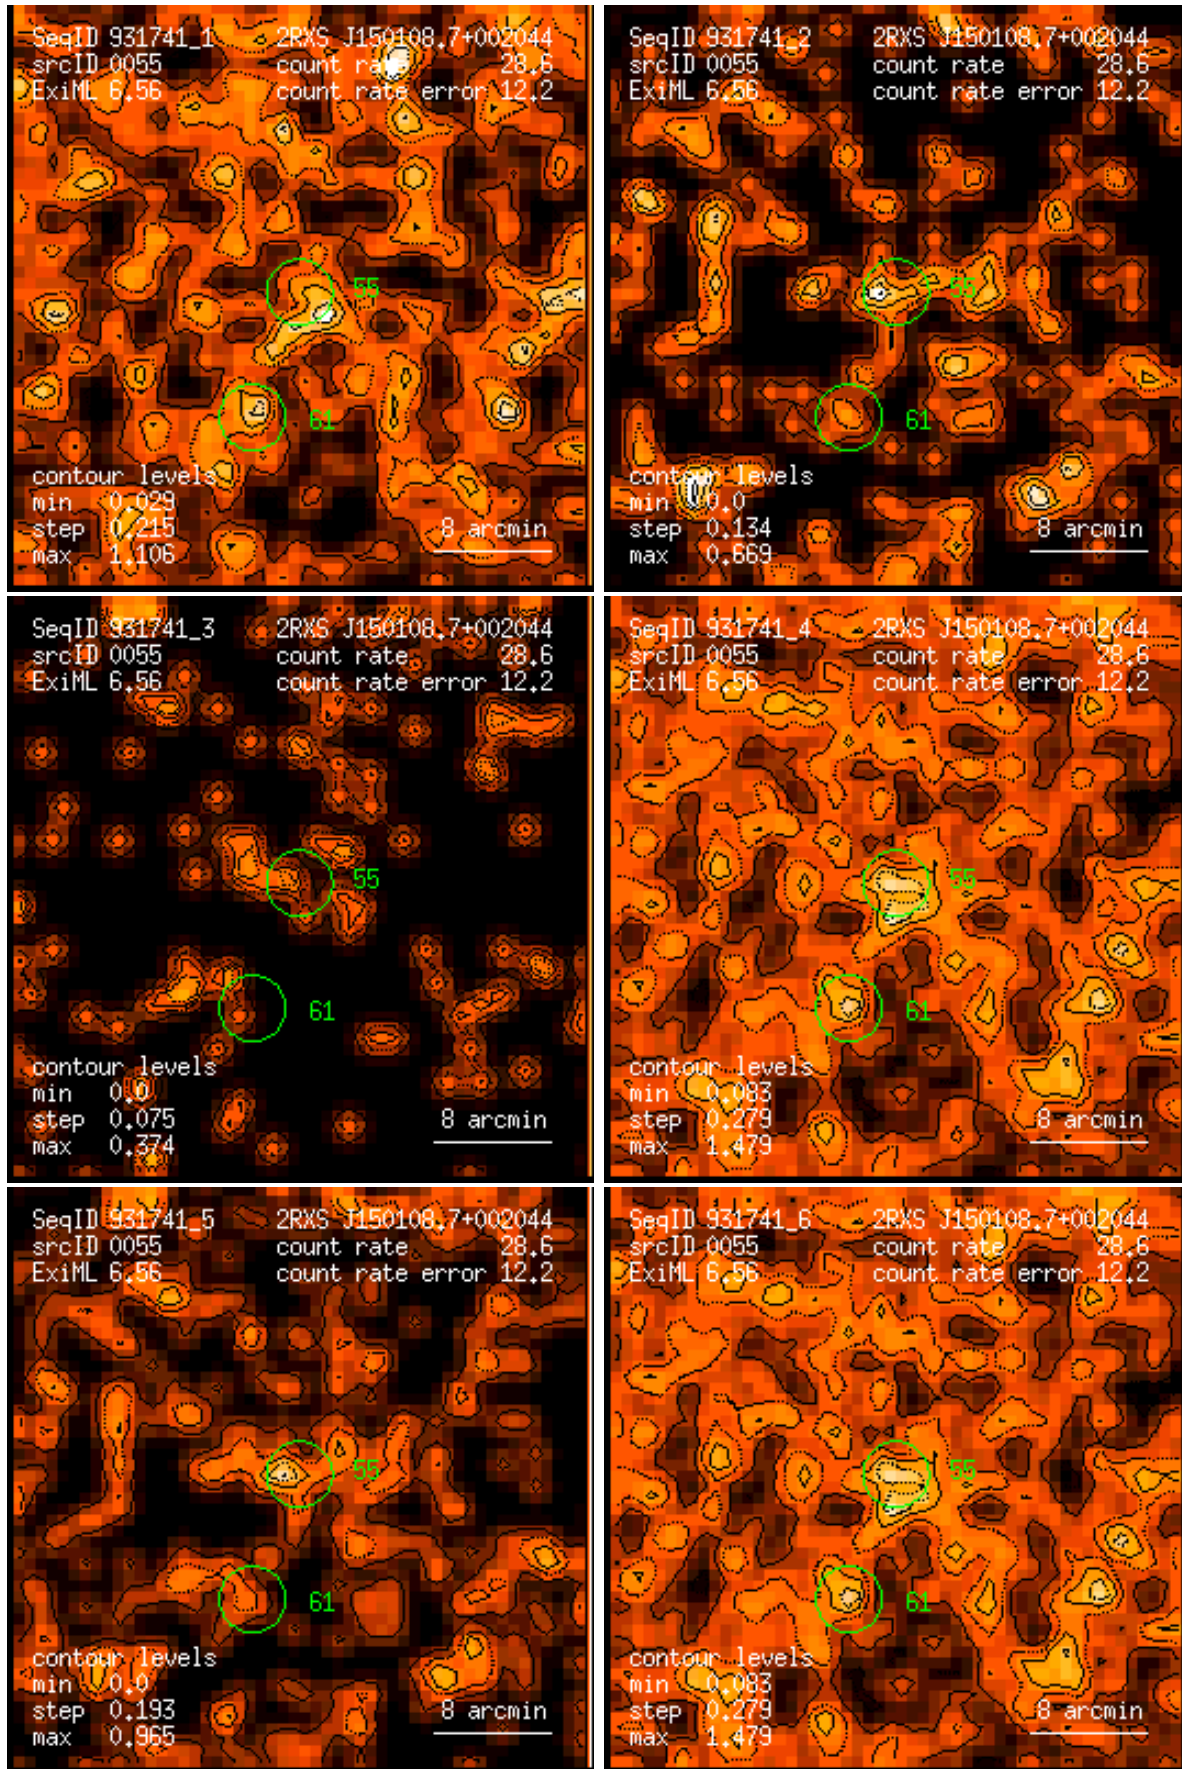 SeqID 931741_1 2RXS J150108.7+002044
srcID 0055 count rate 28.6
ExiML 6.56 count rate error 12.2
55
61
contour levels
min 0.029
step 0.215 8 arcmin
max 1.106
SeqID 931741_2 2RXS J150108.7+002044
srcID 0055 count rate 28.6
ExiML 6.56 count rate error 12.2
55
61
contour levels
min 0.0
step 0.134 8 arcmin
max 0.669
SeqID 931741_3 2RXS J150108.7+002044
srcID 0055 count rate 28.6
ExiML 6.56 count rate error 12.2
55
61
contour levels
min 0.0
step 0.075 8 arcmin
max 0.374
SeqID 931741_4 2RXS J150108.7+002044
srcID 0055 count rate 28.6
ExiML 6.56 count rate error 12.2
55
61
contour levels
min 0.083
step 0.279 8 arcmin
max 1.479
SeqID 931741_5 2RXS J150108.7+002044
srcID 0055 count rate 28.6
ExiML 6.56 count rate error 12.2
55
61
contour levels
min 0.0
step 0.193 8 arcmin
max 0.965
SeqID 931741_6 2RXS J150108.7+002044
srcID 0055 count rate 28.6
ExiML 6.56 count rate error 12.2
55
61
contour levels
min 0.083
step 0.279 8 arcmin
max 1.479